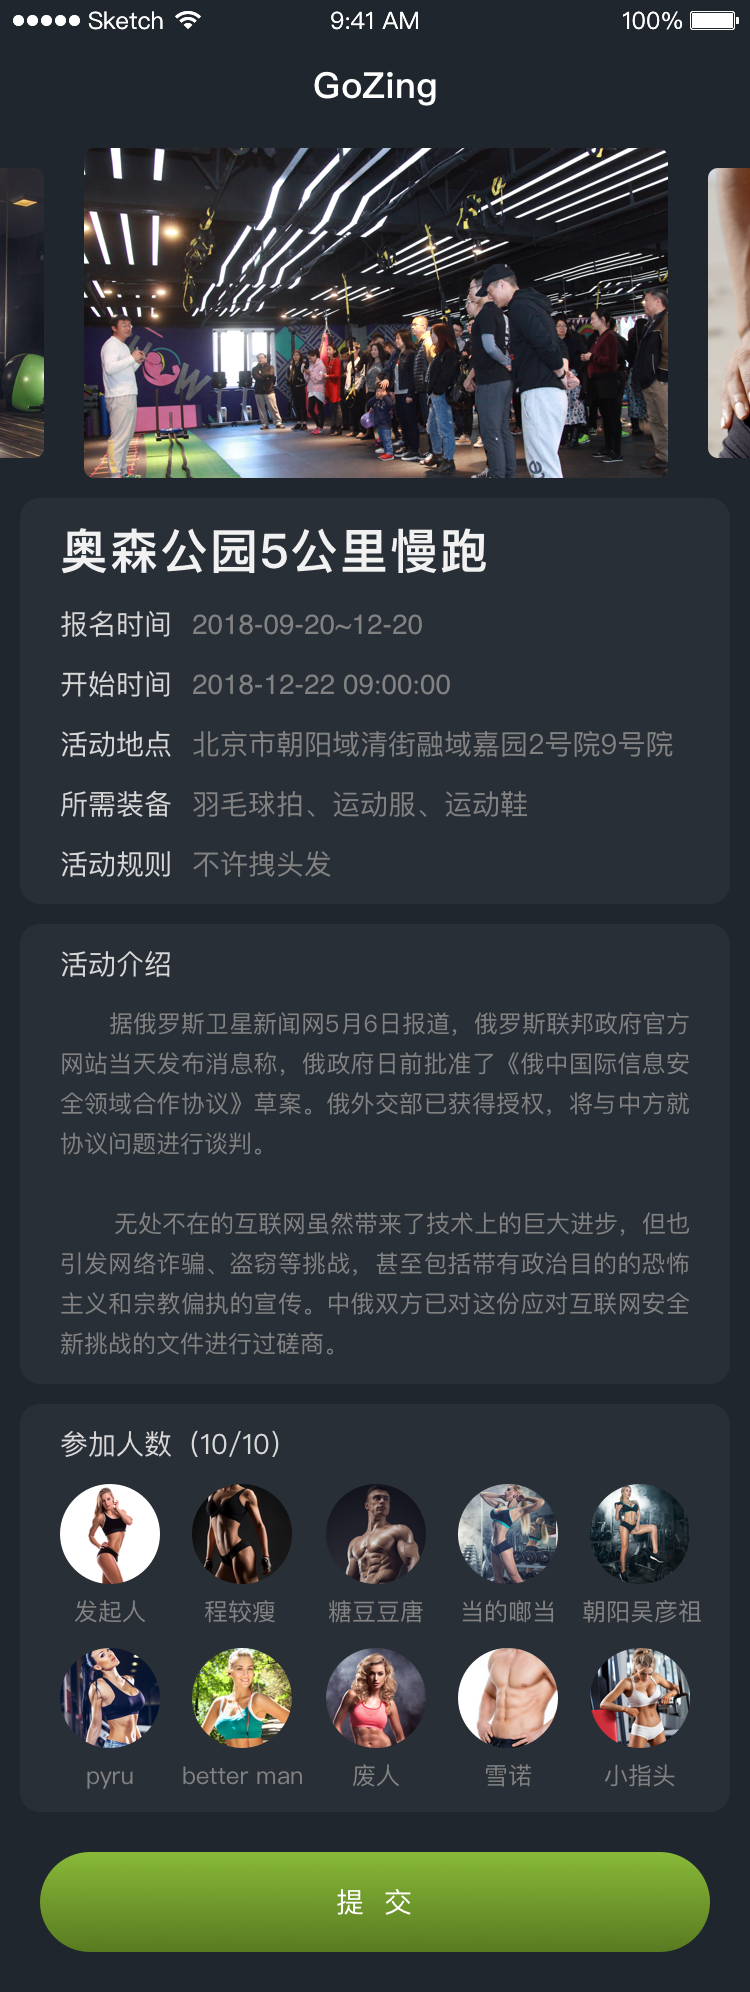 Sketch 9:41 AM 100%
GoZing
奥森公园5公里慢跑
报名时间 2018-09-20~12-20
开始时间 2018-12-22 09:00:00
活动地点 北京市朝阳域清街融域嘉园2号院9号院
所需装备 羽毛球拍、运动服、运动鞋
活动规则 不许拽头发
活动介绍
据俄罗斯卫星新闻网5月6日报道，俄罗斯联邦政府官方
网站当天发布消息称，俄政府日前批准了《俄中国际信息安
全领域合作协议》草案。俄外交部已获得授权，将与中方就
协议问题进行谈判。
无处不在的互联网虽然带来了技术上的巨大进步，但也
引发网络诈骗、盗窃等挑战，甚至包括带有政治目的的恐怖
主义和宗教偏执的宣传。中俄双方已对这份应对互联网安全
新挑战的文件进行过磋商。
参加人数（10/10）
发起人 程较瘦 糖豆豆唐 当的啷当 朝阳吴彦祖
pyru better man 废人 雪诺 小指头
提 交